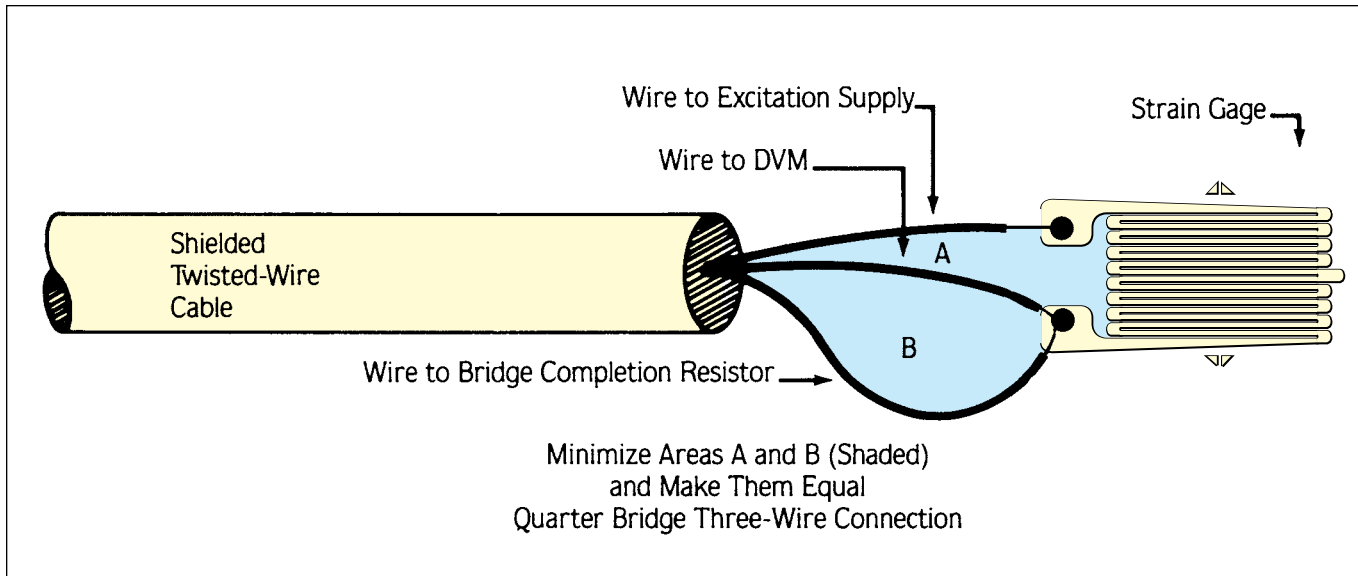 Wire to Excitation Supply
Strain Gage
Wire to DVM
Shielded
Twisted-Wire
Cable
A
B
Wire to Bridge Completion Resistor
Minimize Areas A and B (Shaded)
and Make Them Equal
Quarter Bridge Three-Wire Connection